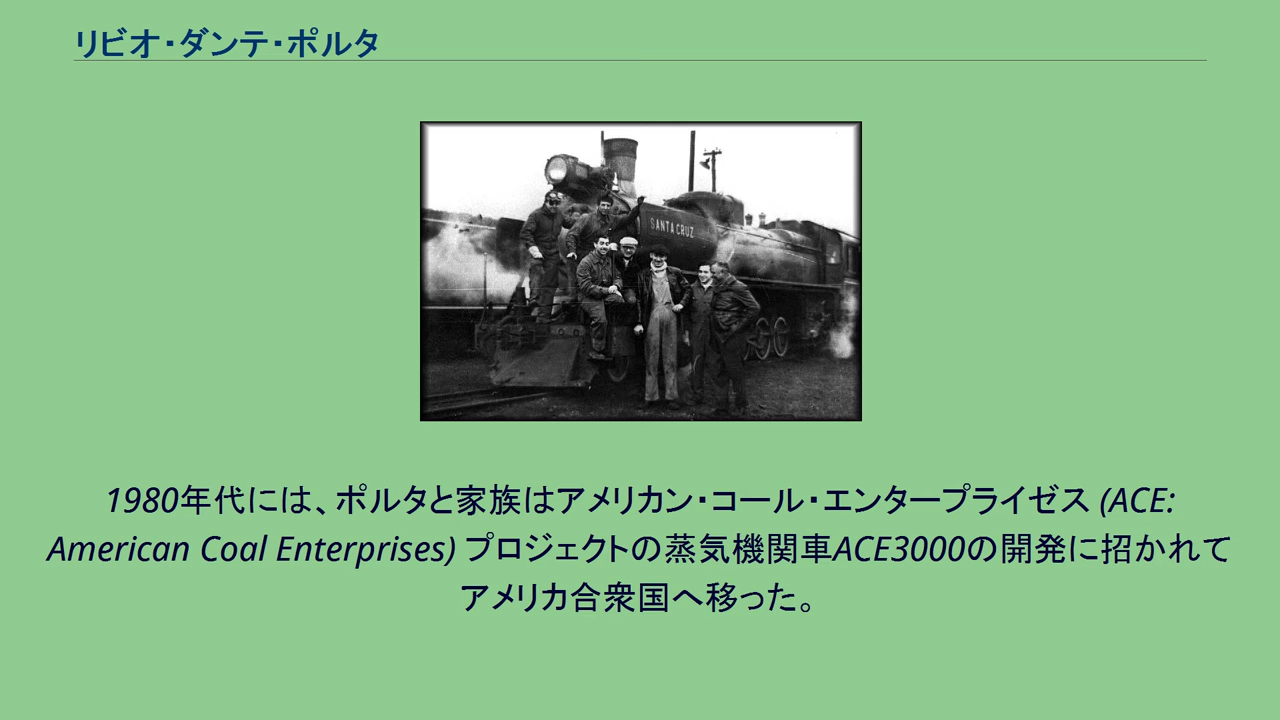 リビオ・ダンテ・ポルタ
SANTA CRUZ
1980年代には、ポルタと家族はアメリカン・コール・エンタープライゼス (ACE:
American Coal Enterprises) プロジェクトの蒸気機関車ACE3000の開発に招かれて
アメリカ合衆国へ移った。